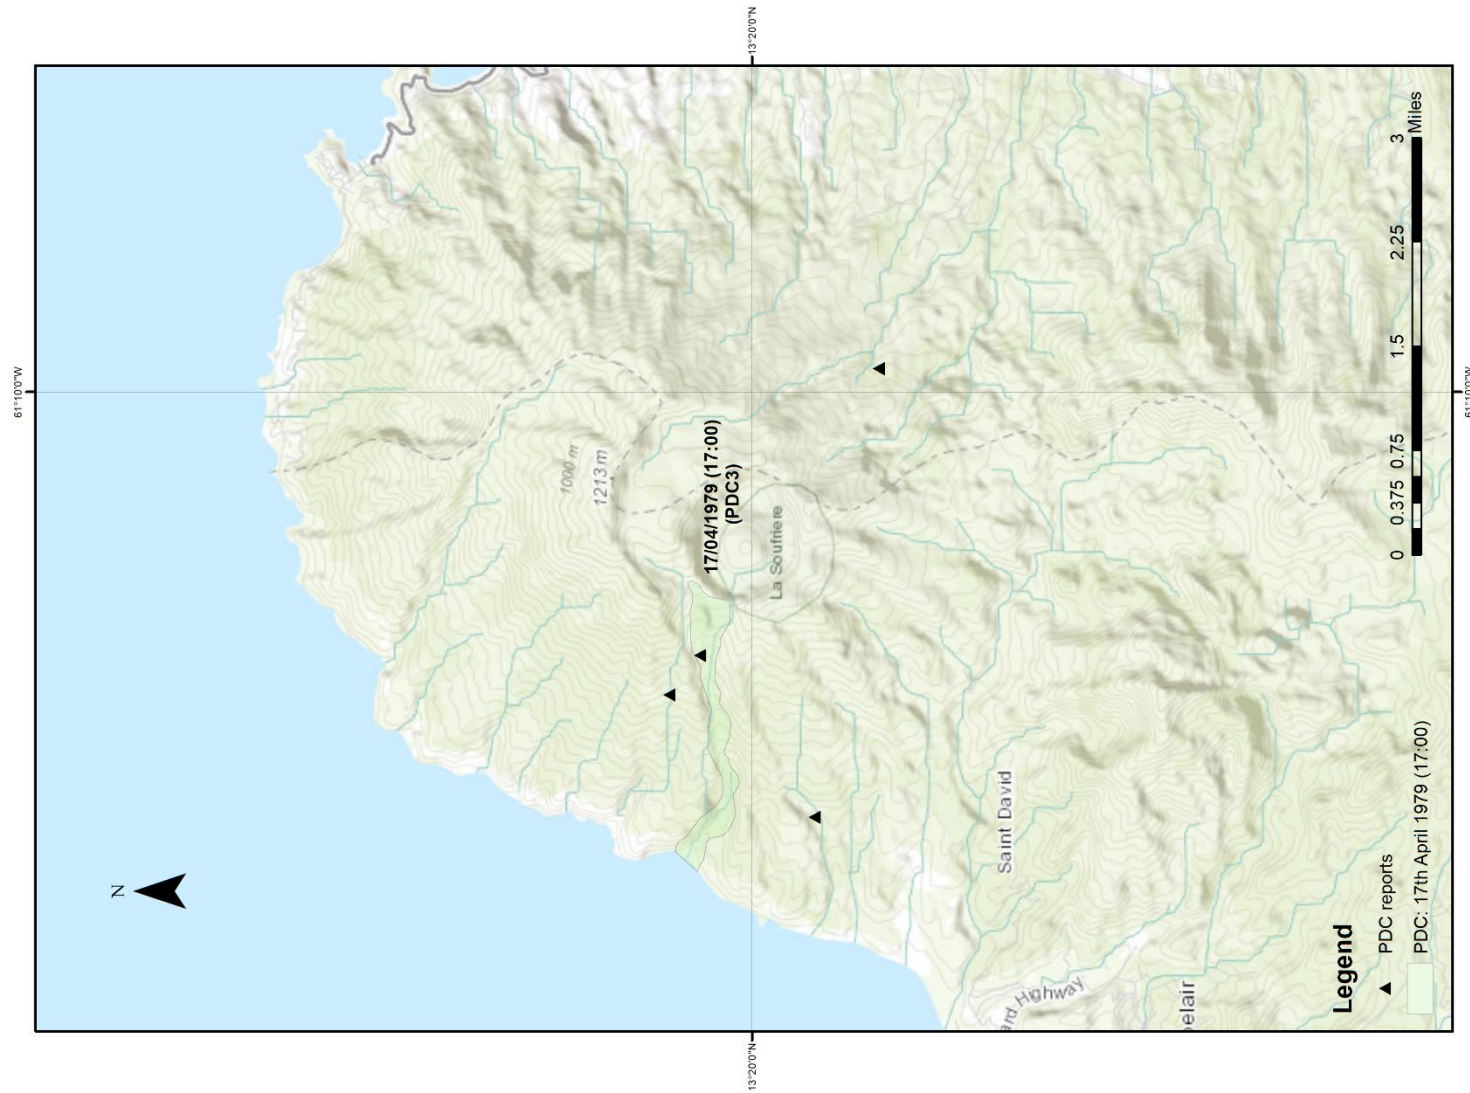 61°10'0"W
13°20'0"N
N
1000 m
1213 m
17/04/1979 (17:00)
(PDC3)
La Soufriere
Saint David
ard Highway
elair
Legend
PDC reports
PDC: 17th April 1979 (17:00)
0 0.375 0.75 1.5 2.25 3
Miles
13°20'0"N
61°10'0"W